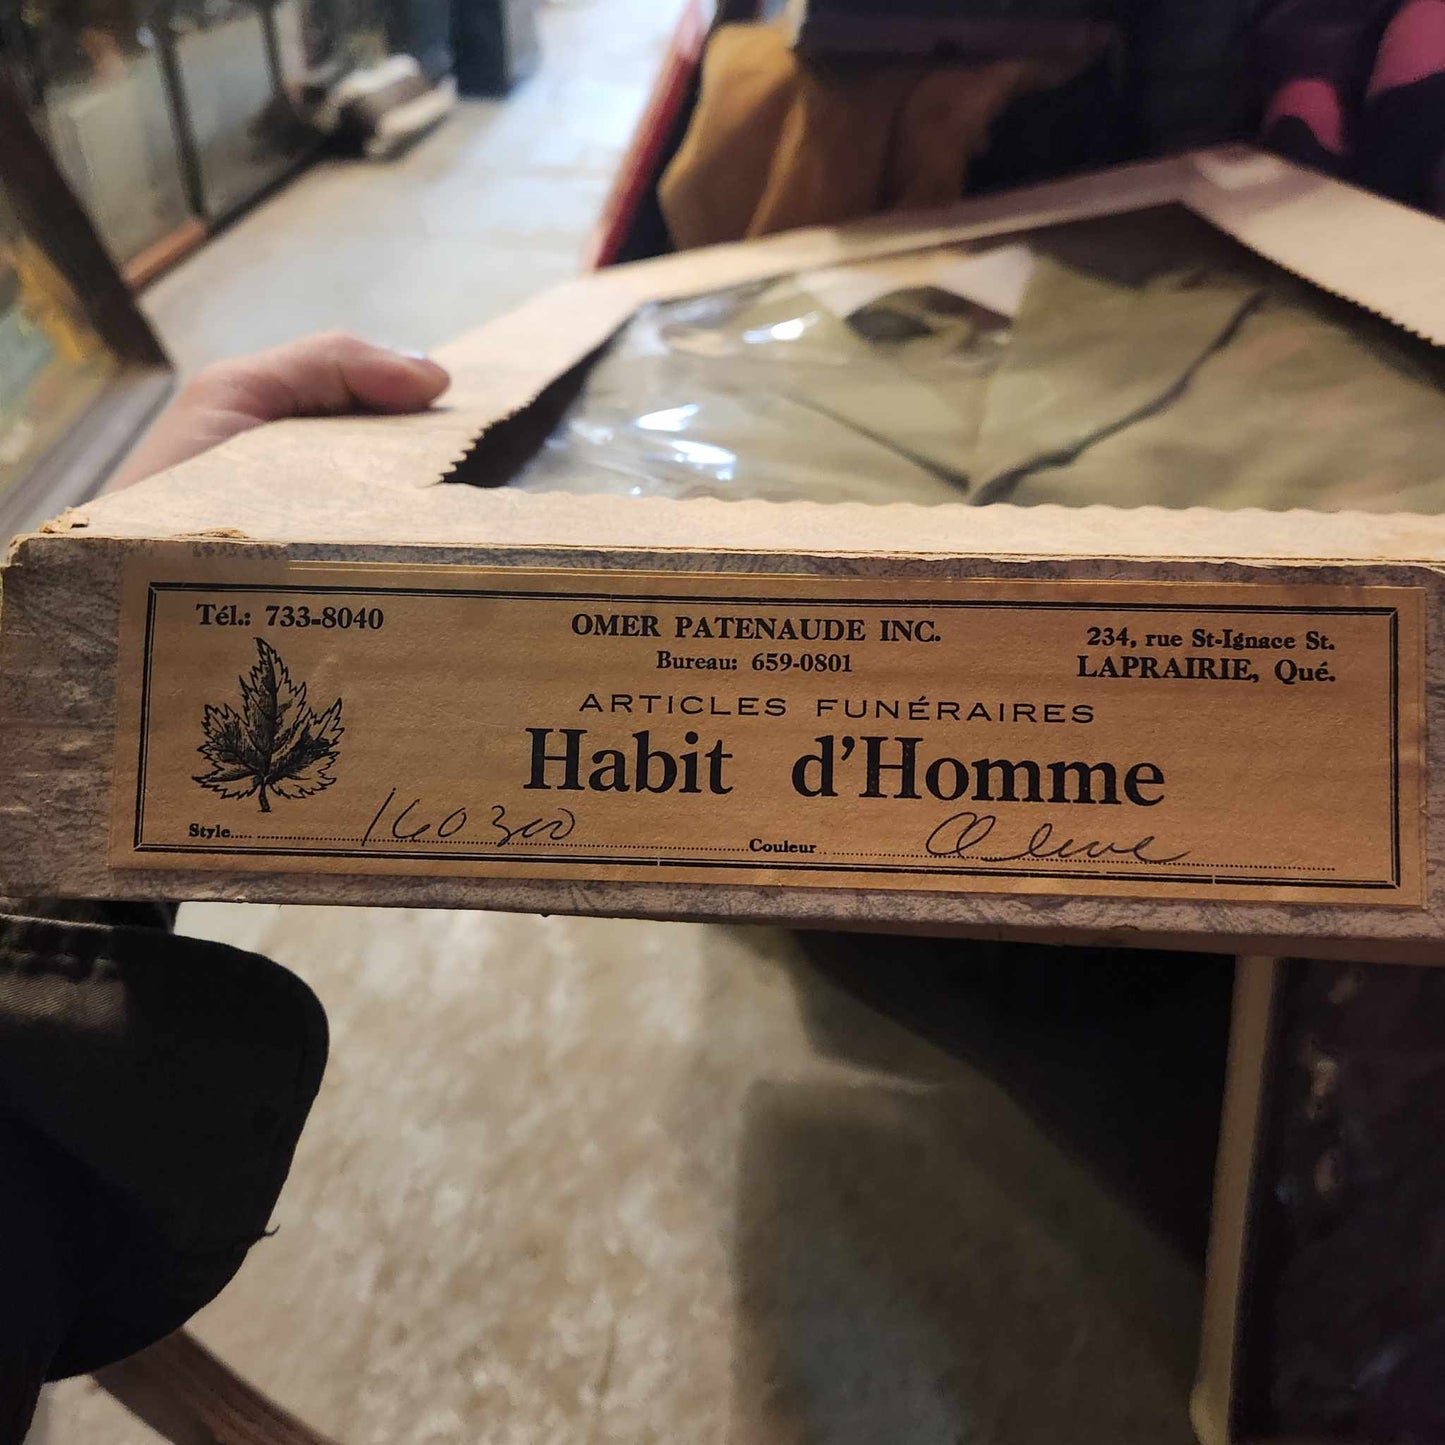 Tél.: 733-8040
OMER PATENAUDE INC.
Bureau: 659-0801
234, rue St-Ignace St.
LAPRAIRIE, Qué.
ARTICLES FUNÉRAIRES
Habit d'Homme
Style 160300
Couleur Olive